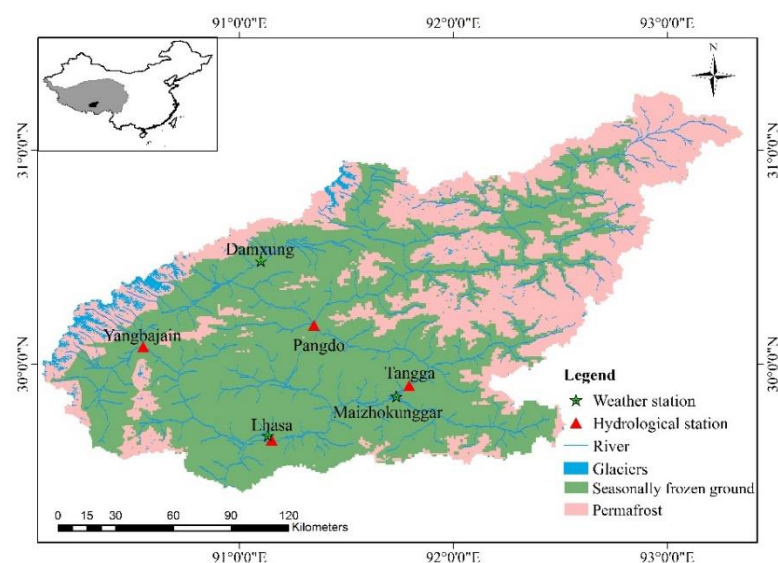 91°0'0"E 92°0'0"E 93°0'0"E
N
31°0'0"N
31°0'0"N
Damxung
Yangbajain
Pangdo
30°0'0"N
30°0'0"N
Tangga
Maizhokunggar
Lhasa
Legend
Weather station
Hydrological station
River
Glaciers
Seasonally frozen ground
Permafrost
0 15 30 60 90 120
Kilometers
91°0'0"E 92°0'0"E 93°0'0"E